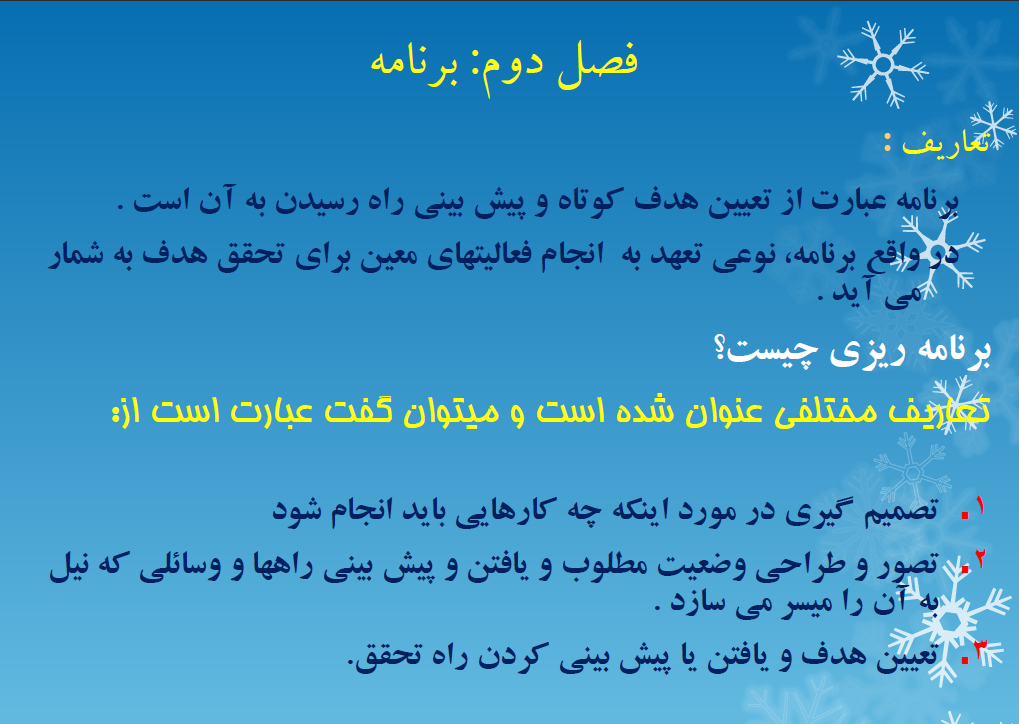 فصل دوم: برنامه
تعاریف :
برنامه عبارت از تعیین هدف کوتاه و پیش بینی راه رسیدن به آن است .
در واقع برنامه، نوعی تعهد به انجام فعالیتهای معین برای تحقق هدف به شمار
می آید .
برنامه ریزی چیست؟
تعاریف مختلفی عنوان شده است و میتوان گفت عبارت است از:
۱. تصمیم گیری در مورد اینکه چه کارهایی باید انجام شود
۲. تصور و طراحی وضعیت مطلوب و یافتن و پیش بینی راهها و وسائلی که نیل
به آن را میسر می سازد .
۳. تعیین هدف و یافتن یا پیش بینی کردن راه تحقق.